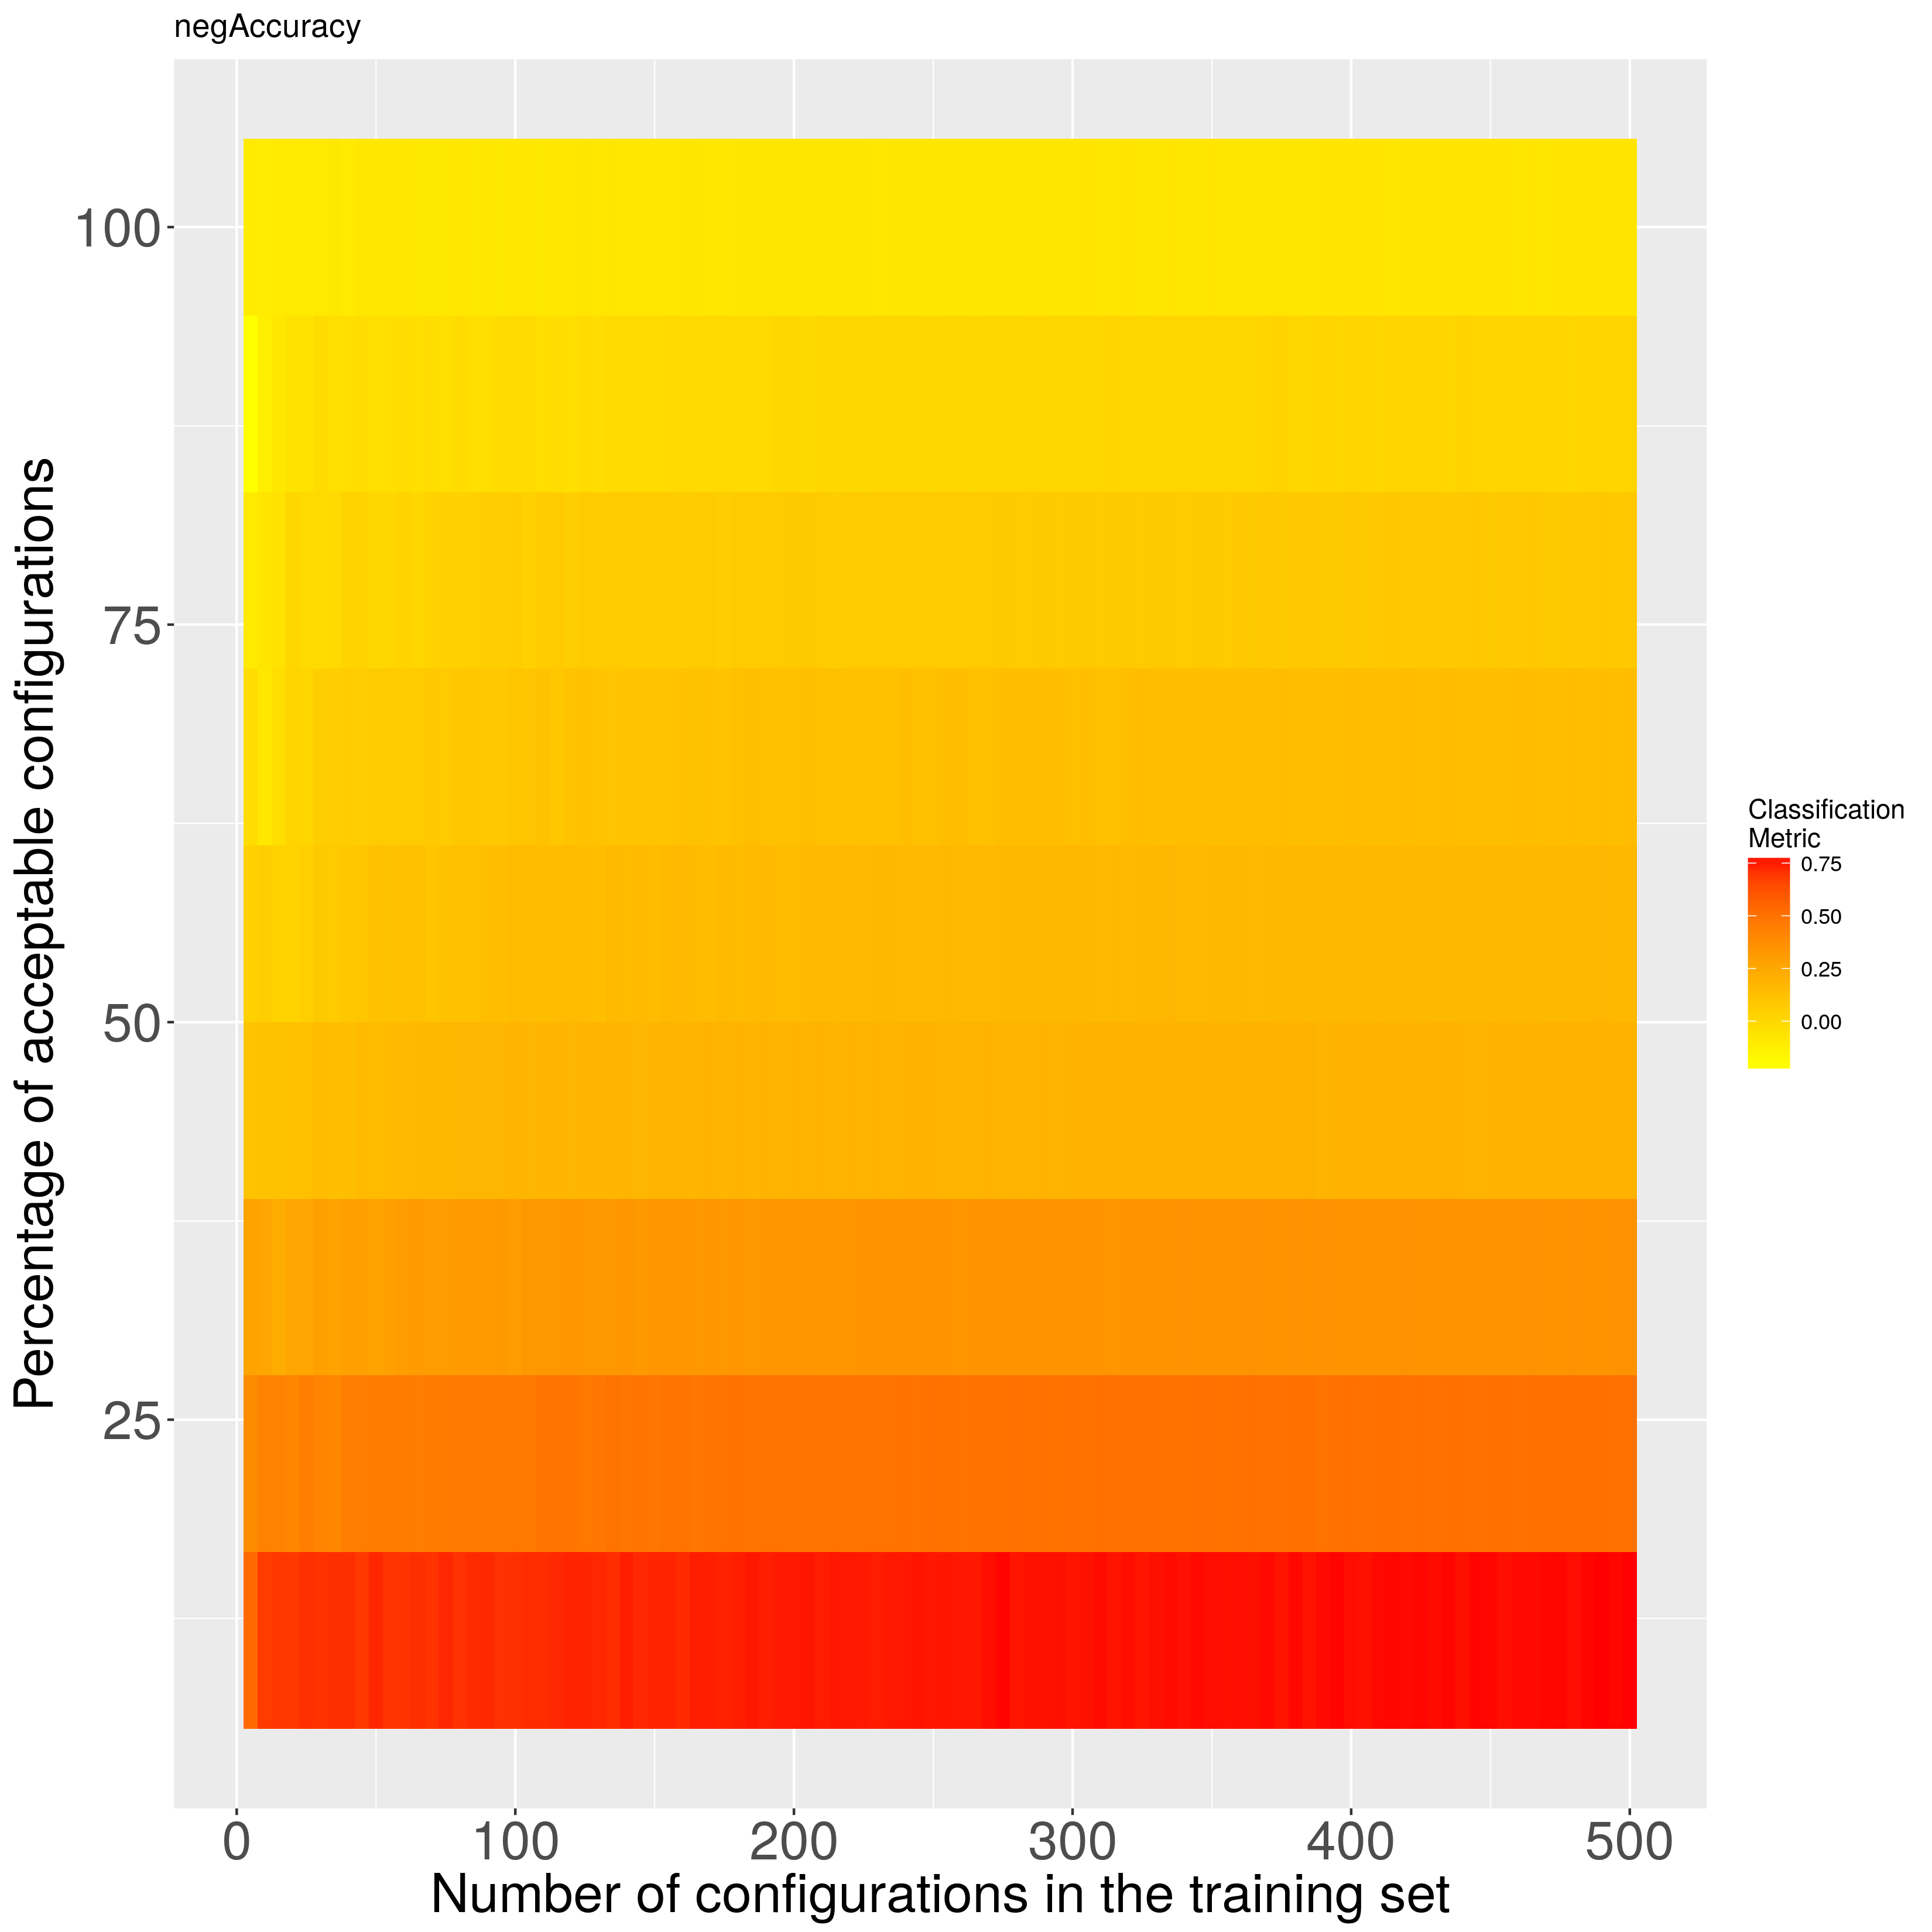 negAccuracy
100
75
50
25
Percentage of acceptable configurations
0 100 200 300 400 500
Number of configurations in the training set
Classification
Metric
0.75
0.50
0.25
0.00